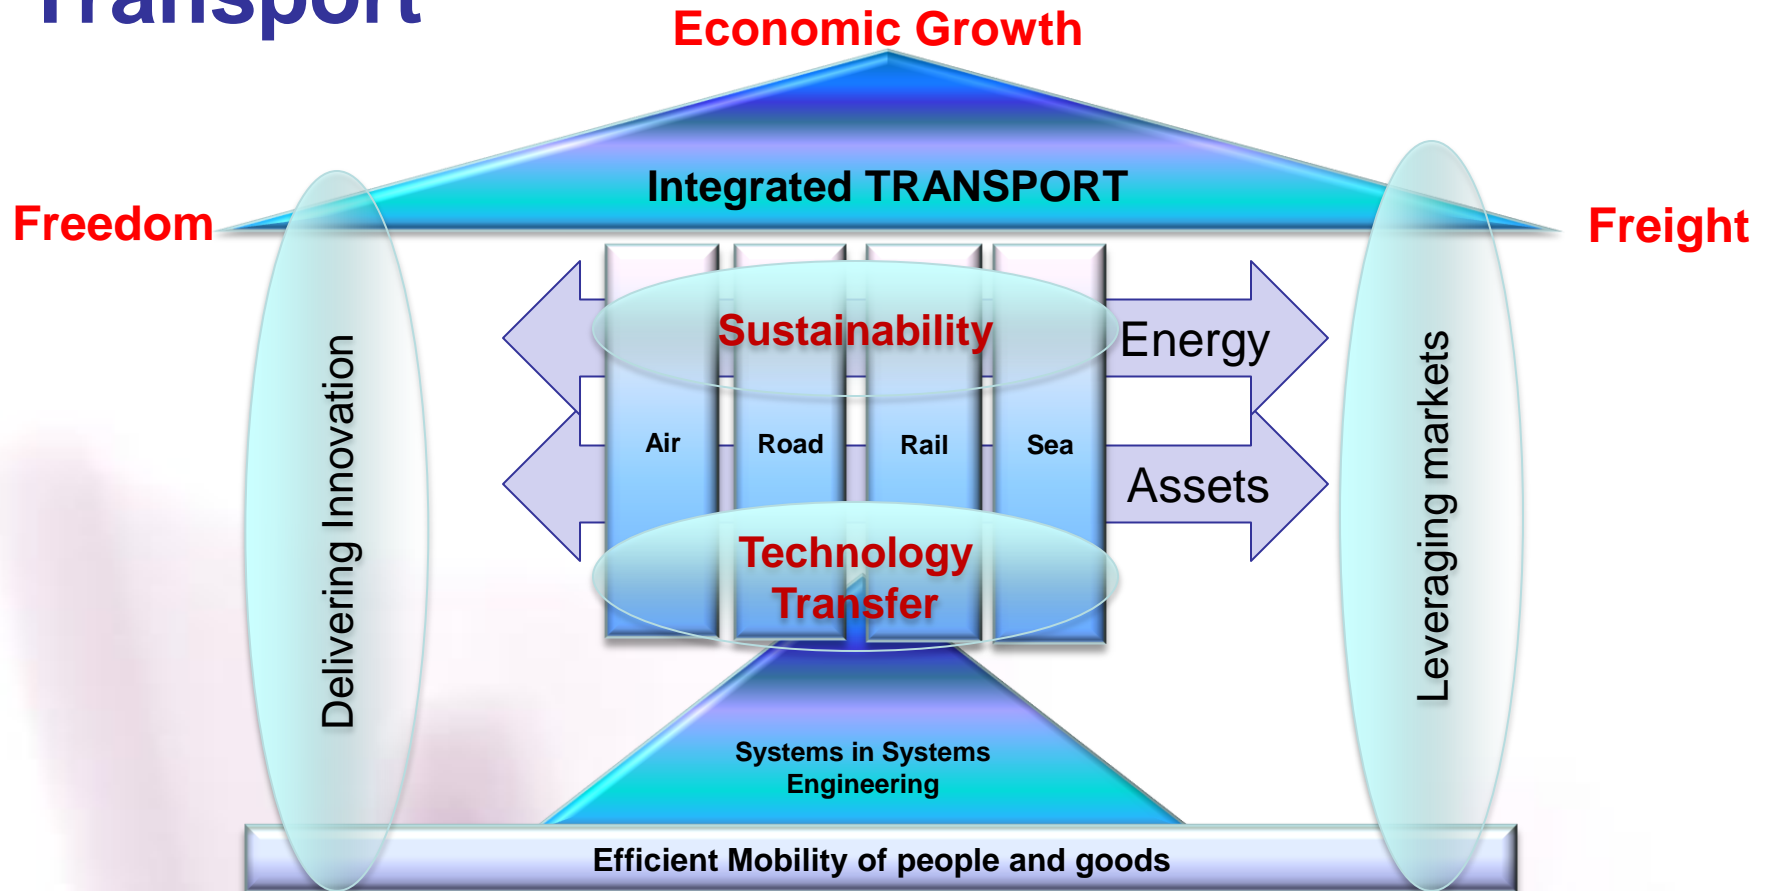 Transport
Economic Growth
Integrated TRANSPORT
Freedom
Freight
Sustainability
Energy
Delivering Innovation
Leveraging markets
Air
Road
Rail
Sea
Assets
Technology
Transfer
Systems in Systems
Engineering
Efficient Mobility of people and goods